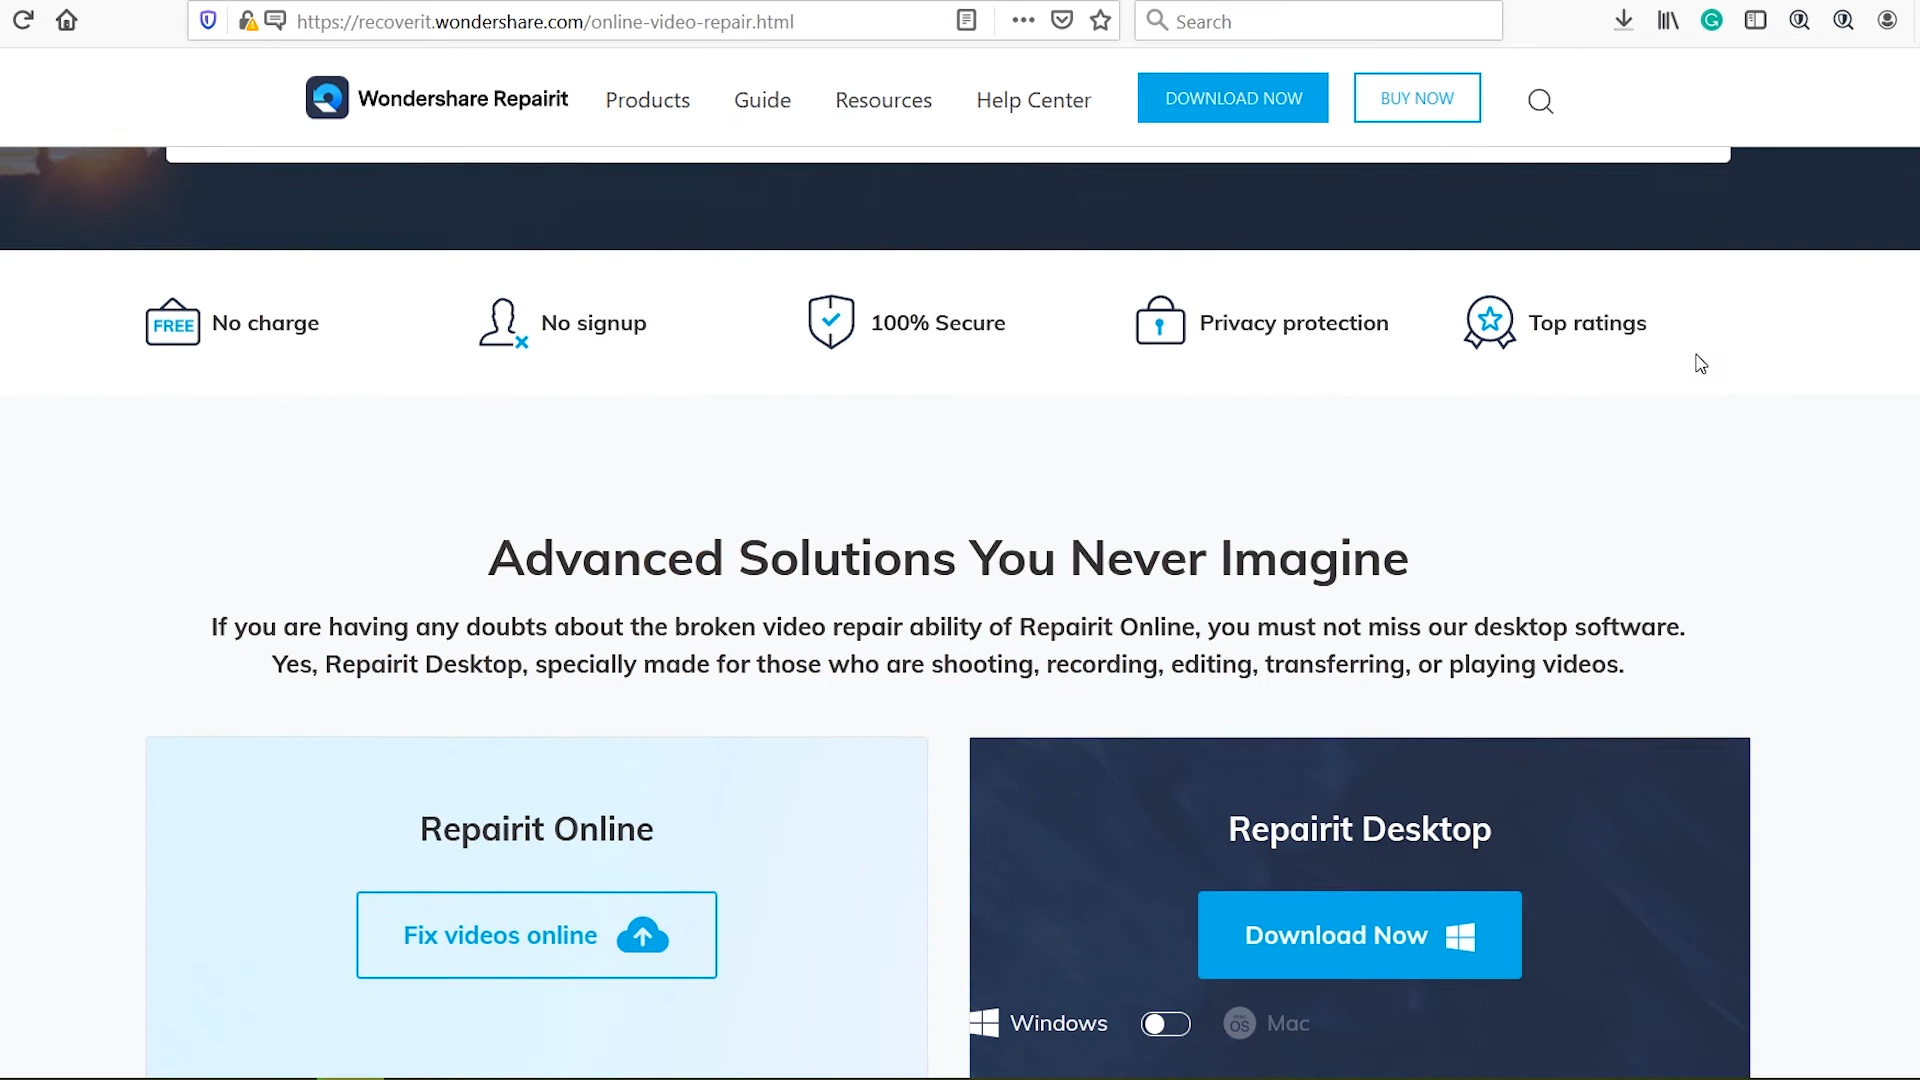 https://recoverit.wondershare.com/online-video-repair.html
Search
Wondershare Repairit
Products
Guide
Resources
Help Center
DOWNLOAD NOW
BUY NOW
FREE
No charge
No signup
100% Secure
Privacy protection
Top ratings
Advanced Solutions You Never Imagine
If you are having any doubts about the broken video repair ability of Repairit Online, you must not miss our desktop software.
Yes, Repairit Desktop, specially made for those who are shooting, recording, editing, transferring, or playing videos.
Repairit Online
Fix videos online
Repairit Desktop
Download Now
Windows
macOS
Mac